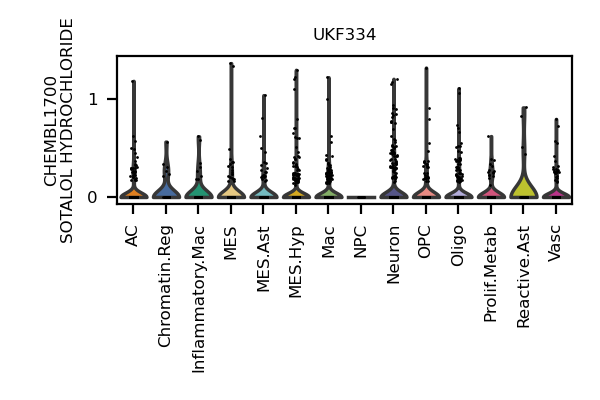 UKF334
CHEMBL1700
SOTALOL HYDROCHLORIDE
1
0
AC
Chromatin.Reg
Inflammatory.Mac
MES
MES.Ast
MES.Hyp
Mac
NPC
Neuron
OPC
Oligo
Prolif.Metab
Reactive.Ast
Vasc